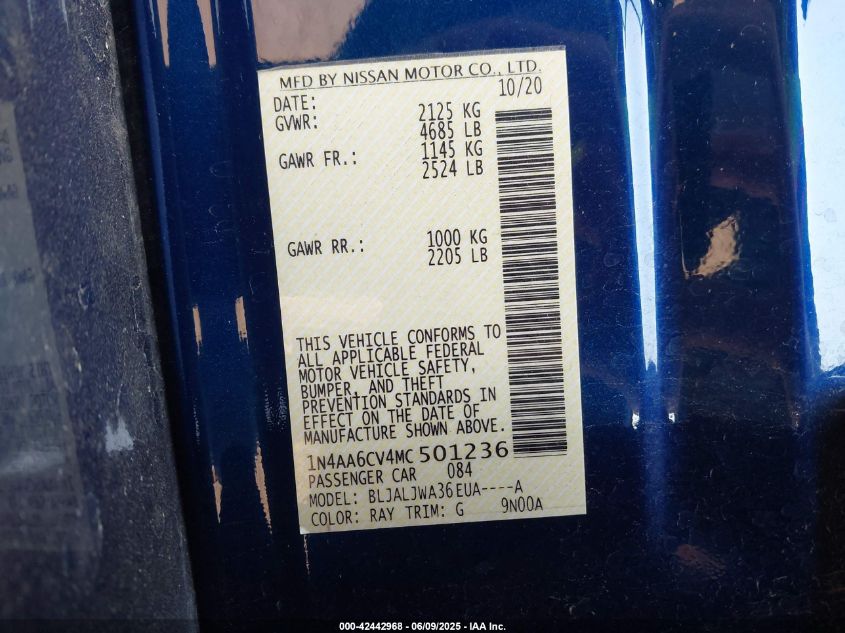 MFD BY NISSAN MOTOR CO., LTD.
DATE: 10/20
GVWR: 2125 KG
4685 LB
GAWR FR.: 1145 KG
2524 LB
GAWR RR.: 1000 KG
2205 LB
THIS VEHICLE CONFORMS TO
ALL APPLICABLE FEDERAL
MOTOR VEHICLE SAFETY,
BUMPER, AND THEFT
PREVENTION STANDARDS IN
EFFECT ON THE DATE OF
MANUFACTURE SHOWN ABOVE.
1N4AA6CV4MC501236
PASSENGER CAR 084
MODEL: BLJALJWA36EUA----A
COLOR: RAY TRIM: G 9N00A
000-42442968 - 06/09/2025 - IAA Inc.